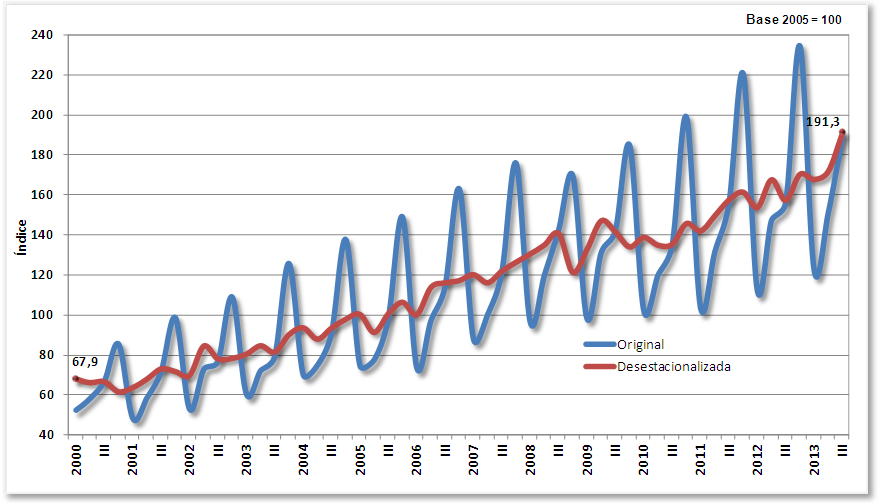 Base 2005 = 100
240
220
200
180
160
140
120
100
80
60
40
Índice
191,3
67,9
Original
Desestacionalizada
2000 III 2001 III 2002 III 2003 III 2004 III 2005 III 2006 III 2007 III 2008 III 2009 III 2010 III 2011 III 2012 III 2013 III